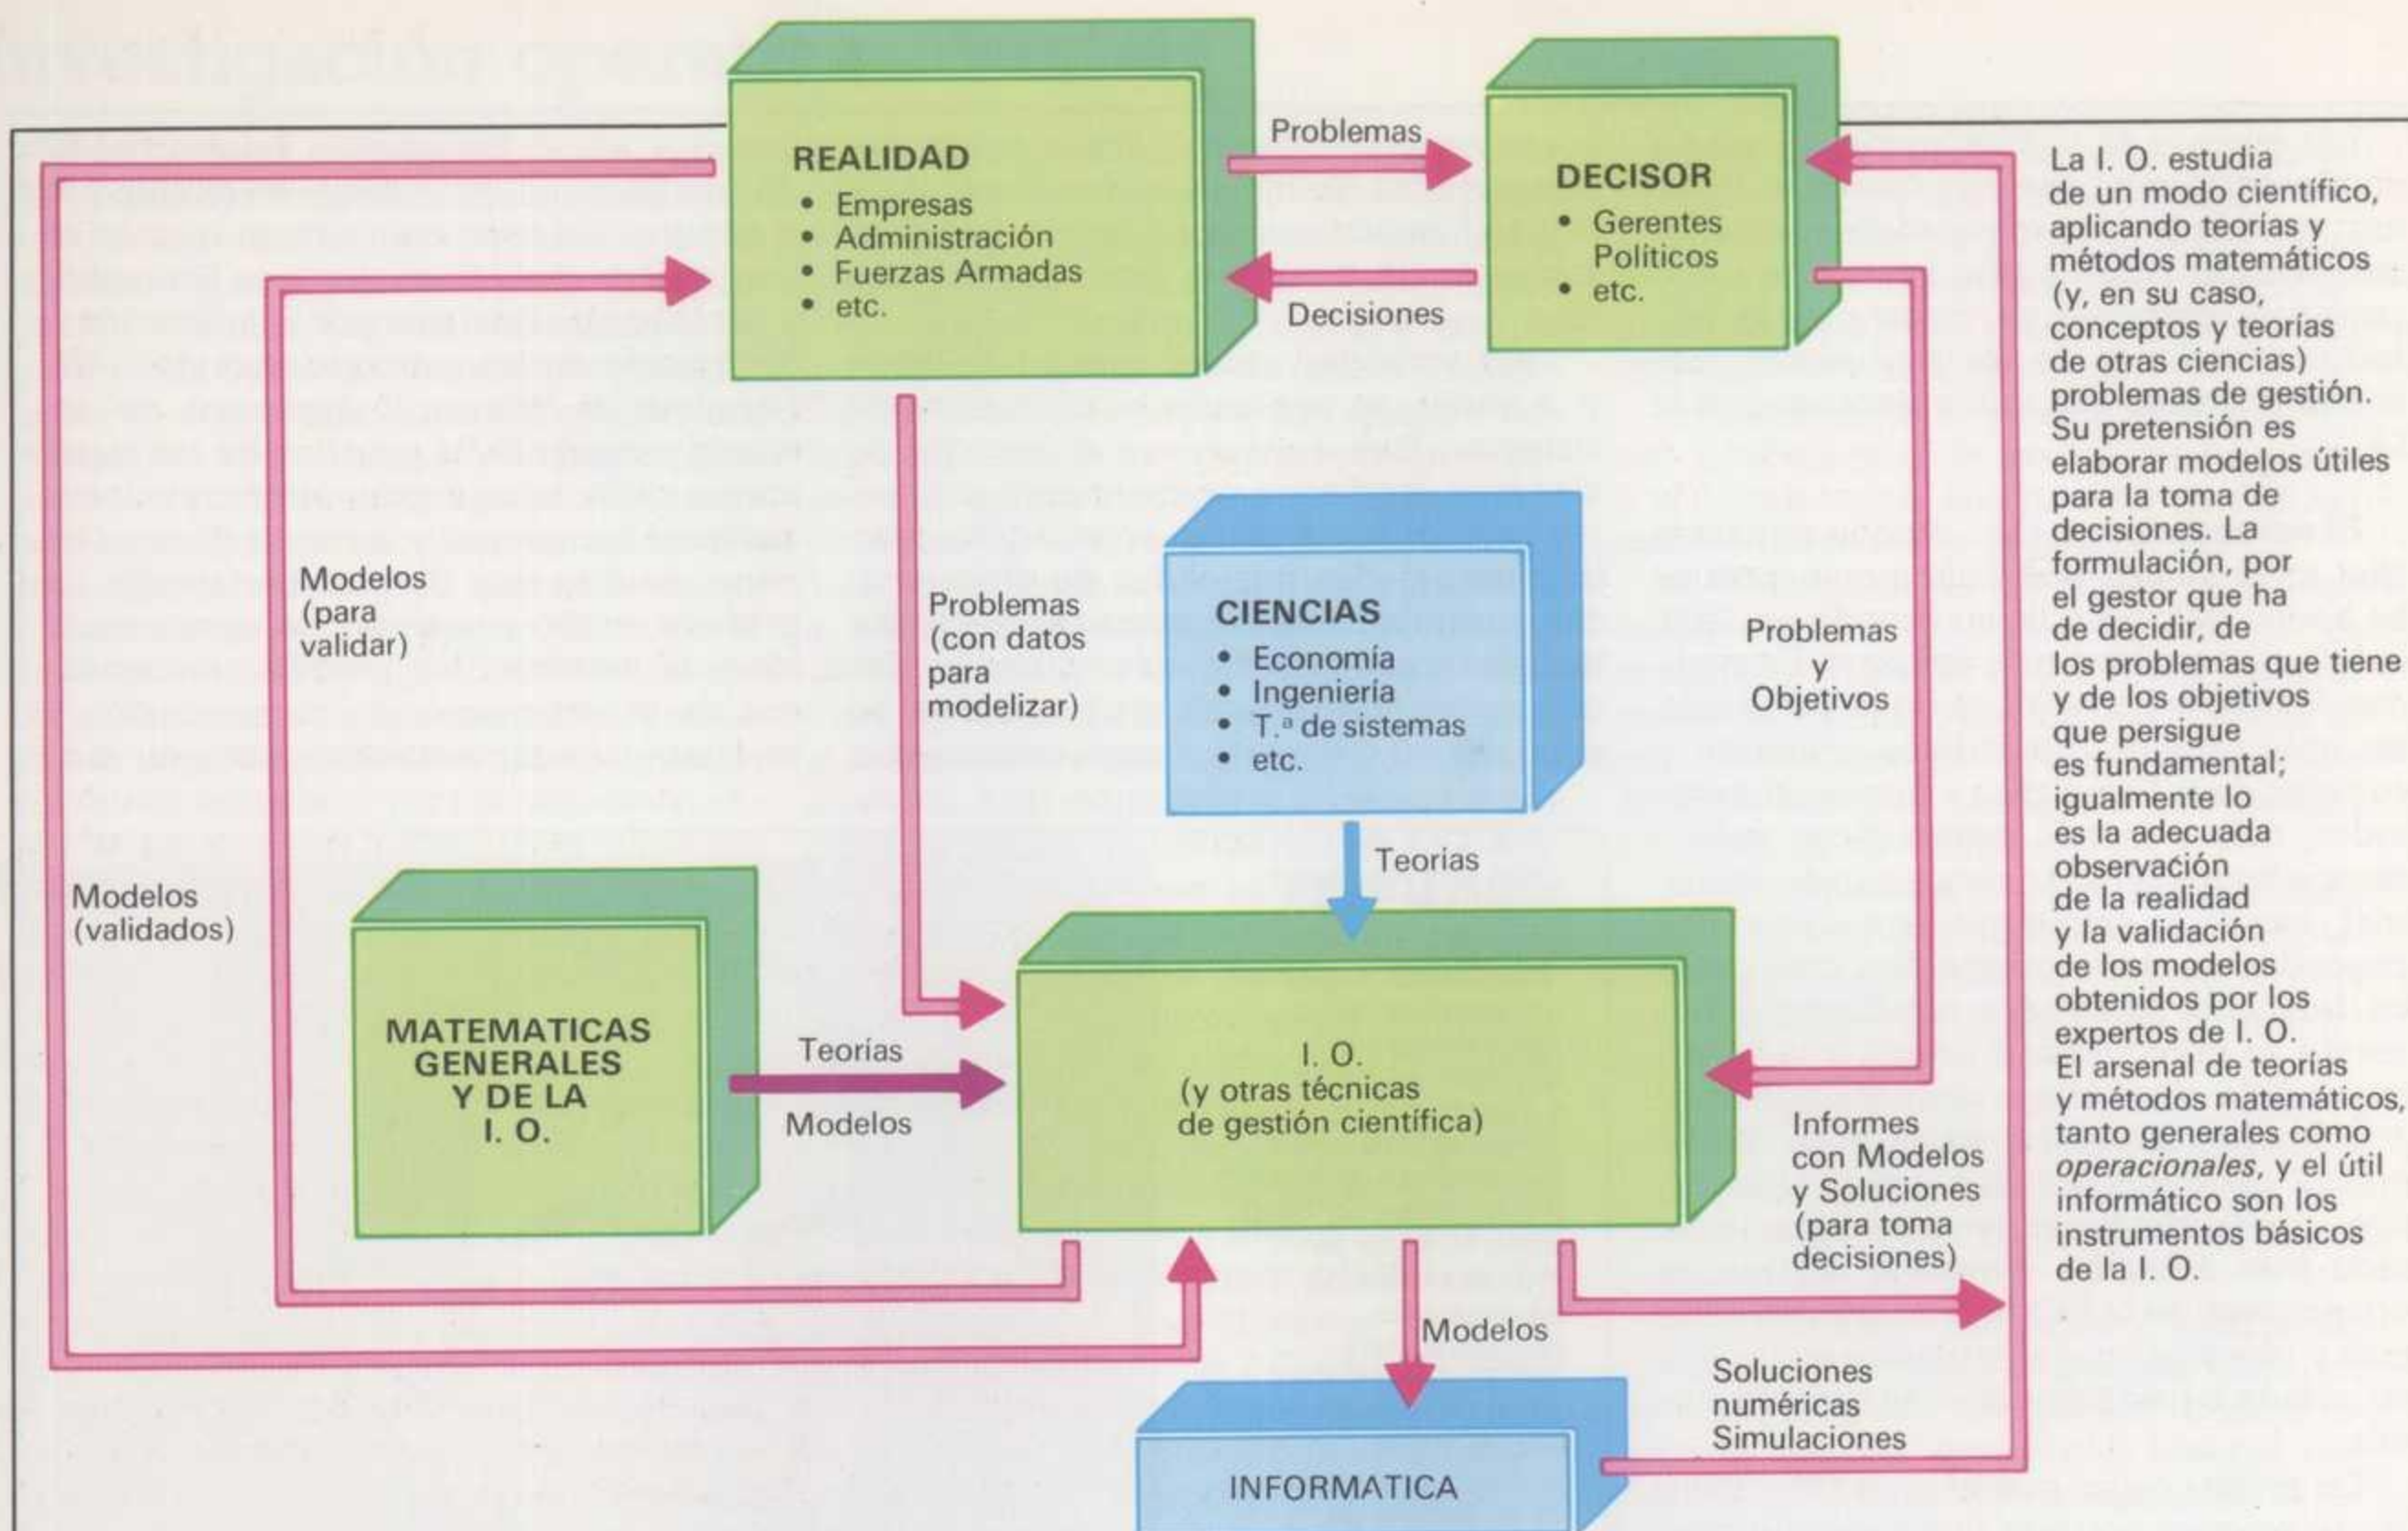 Problemas
REALIDAD
• Empresas
• Administración
• Fuerzas Armadas
• etc.
DECISOR
• Gerentes
Políticos
• etc.
Decisiones
Modelos
(para
validar)
Problemas
(con datos
para
modelizar)
CIENCIAS
• Economía
• Ingeniería
• T.ª de sistemas
• etc.
Problemas
y
Objetivos
Teorías
Modelos
(validados)
MATEMATICAS
GENERALES
Y DE LA
I. O.
Teorías
Modelos
I. O.
(y otras técnicas
de gestión científica)
Informes
con Modelos
y Soluciones
(para toma
decisiones)
Modelos
Soluciones
numéricas
Simulaciones
INFORMATICA
La I. O. estudia
de un modo científico,
aplicando teorías y
métodos matemáticos
(y, en su caso,
conceptos y teorías
de otras ciencias)
problemas de gestión.
Su pretensión es
elaborar modelos útiles
para la toma de
decisiones. La
formulación, por
el gestor que ha
de decidir, de
los problemas que tiene
y de los objetivos
que persigue
es fundamental;
igualmente lo
es la adecuada
observación
de la realidad
y la validación
de los modelos
obtenidos por los
expertos de I. O.
El arsenal de teorías
y métodos matemáticos,
tanto generales como
operacionales, y el útil
informático son los
instrumentos básicos
de la I. O.